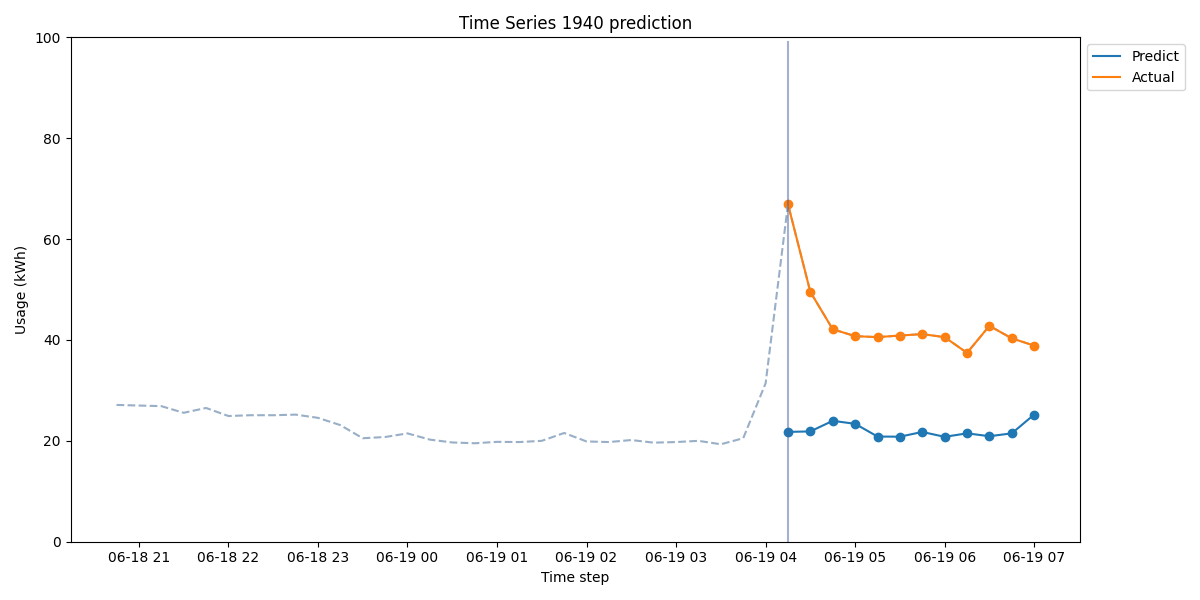 Time Series 1940 prediction
Predict
Actual
100
80
60
40
20
0
Usage (kWh)
06-18 21 06-18 22 06-18 23 06-19 00 06-19 01 06-19 02 06-19 03 06-19 04 06-19 05 06-19 06 06-19 07
Time step